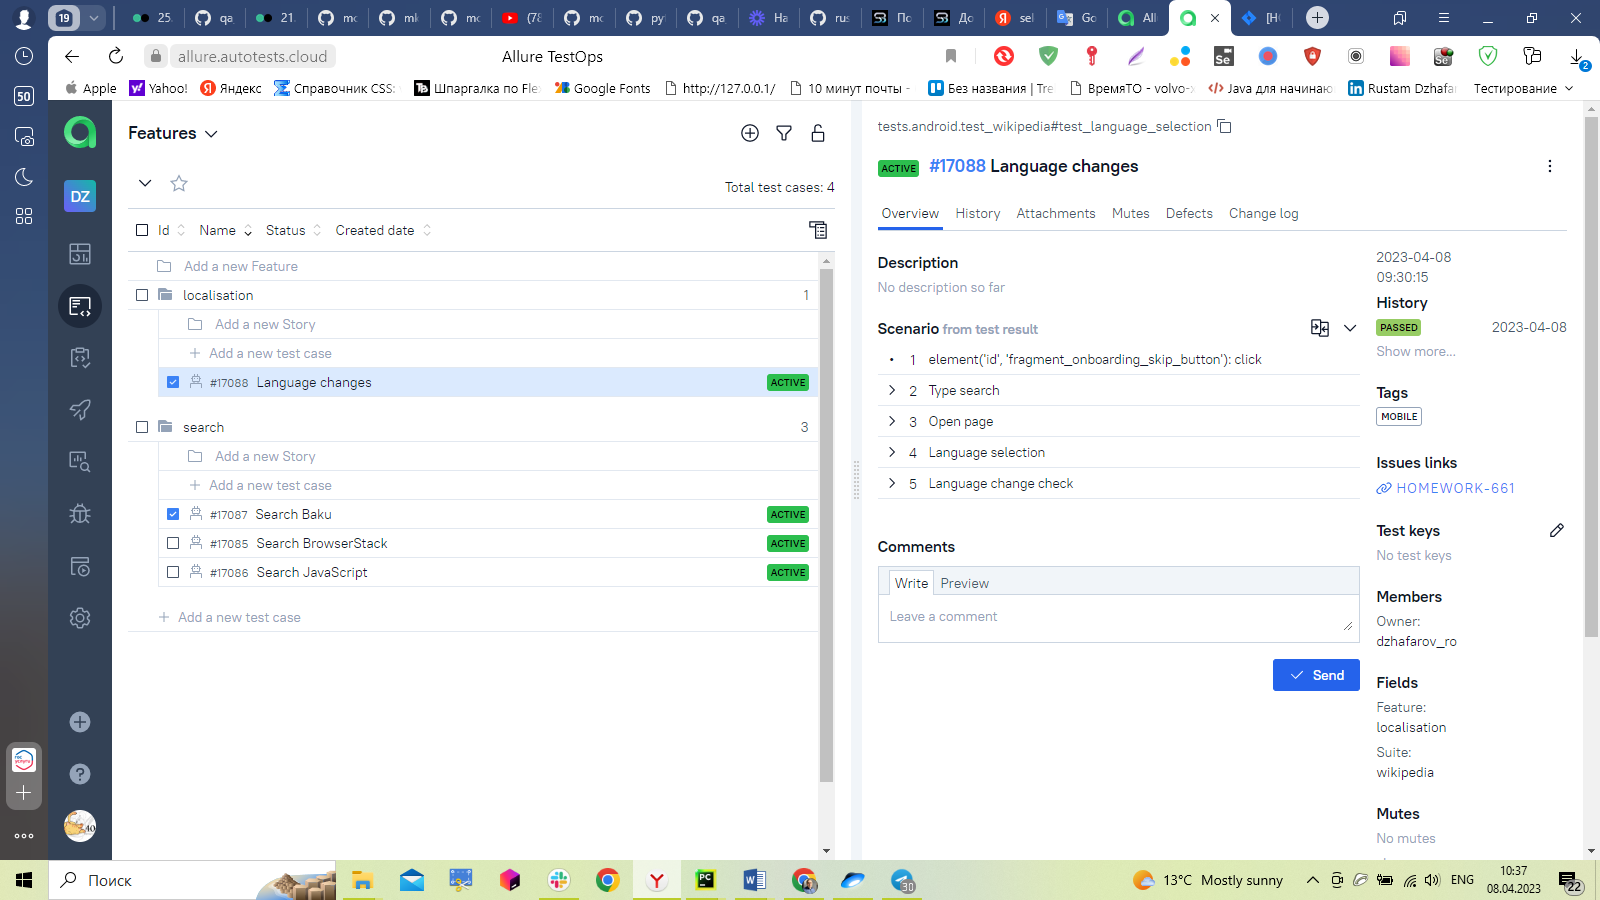 19
25.
qa
21.
mc
ml
mc
(78
mc
py
qa
На
rus
По
До
sel
Go
All
[H
allure.autotests.cloud
Allure TestOps
2
Apple
Yahoo!
Яндекс
Справочник CSS:
Шпаргалка по Fle
Google Fonts
http://127.0.0.1/
10 минут почты -
Без названия | Tre
ВремяТО - volvo-x
Java для начинаю
Rustam Dzhafar
Тестирование
50
DZ
Features
Total test cases: 4
Id
Name
Status
Created date
Add a new Feature
localisation
1
Add a new Story
Add a new test case
#17088 Language changes
ACTIVE
search
3
Add a new Story
Add a new test case
#17087 Search Baku
ACTIVE
#17085 Search BrowserStack
ACTIVE
#17086 Search JavaScript
ACTIVE
Add a new test case
tests.android.test_wikipedia#test_language_selection
ACTIVE #17088 Language changes
Overview
History
Attachments
Mutes
Defects
Change log
Description
No description so far
Scenario from test result
1 element('id', 'fragment_onboarding_skip_button'): click
2 Type search
3 Open page
4 Language selection
5 Language change check
Comments
Write
Preview
Leave a comment
Send
2023-04-08
09:30:15
History
PASSED 2023-04-08
Show more...
Tags
MOBILE
Issues links
HOMEWORK-661
Test keys
No test keys
Members
Owner:
dzhafarov_ro
Fields
Feature:
localisation
Suite:
wikipedia
Mutes
No mutes
Поиск
30
13°C Mostly sunny
ENG
10:37
08.04.2023
22